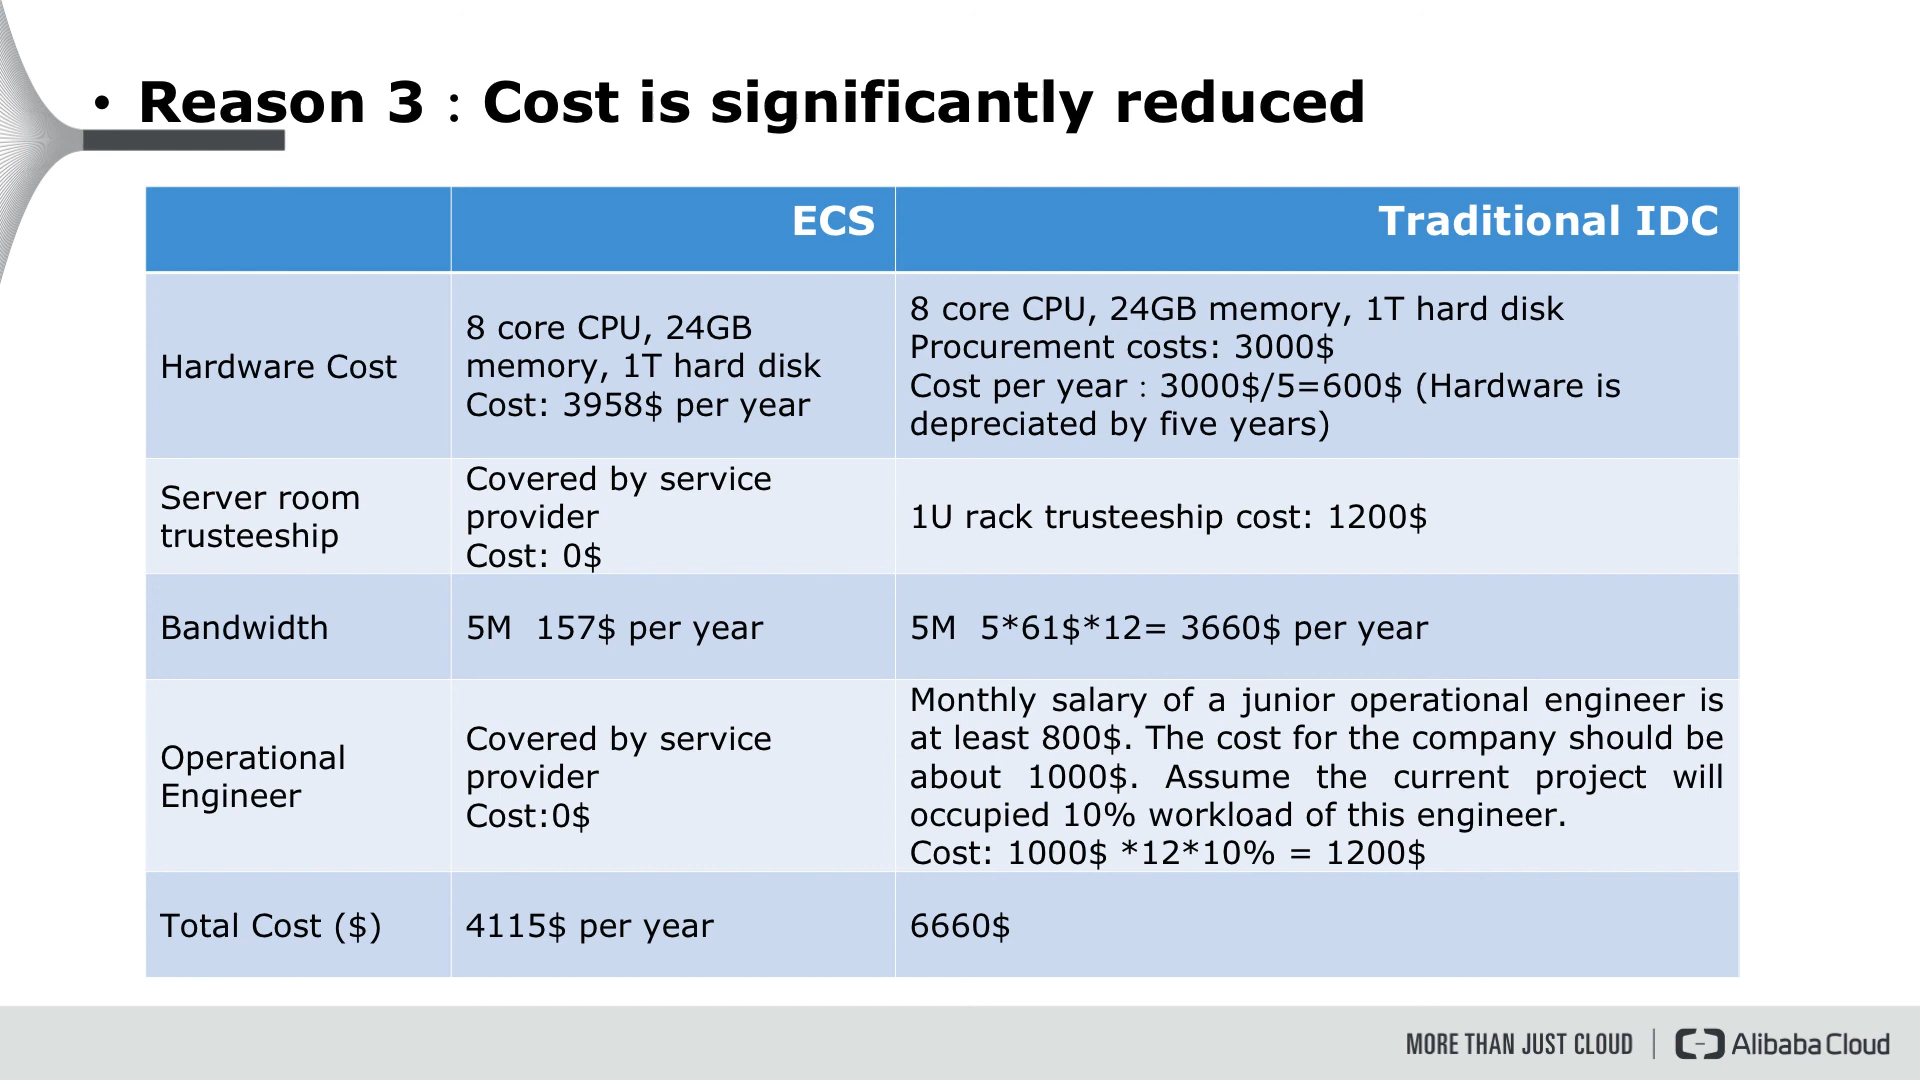 • Reason 3：Cost is significantly reduced
ECS
Traditional IDC
Hardware Cost
8 core CPU, 24GB
memory, 1T hard disk
Cost: 3958$ per year
8 core CPU, 24GB memory, 1T hard disk
Procurement costs: 3000$
Cost per year：3000$/5=600$ (Hardware is
depreciated by five years)
Server room
trusteeship
Covered by service
provider
Cost: 0$
1U rack trusteeship cost: 1200$
Bandwidth
5M  157$ per year
5M  5*61$*12= 3660$ per year
Operational
Engineer
Covered by service
provider
Cost:0$
Monthly salary of a junior operational engineer is
at least 800$. The cost for the company should be
about 1000$. Assume the current project will
occupied 10% workload of this engineer.
Cost: 1000$ *12*10% = 1200$
Total Cost ($)
4115$ per year
6660$
MORE THAN JUST CLOUD | Alibaba Cloud